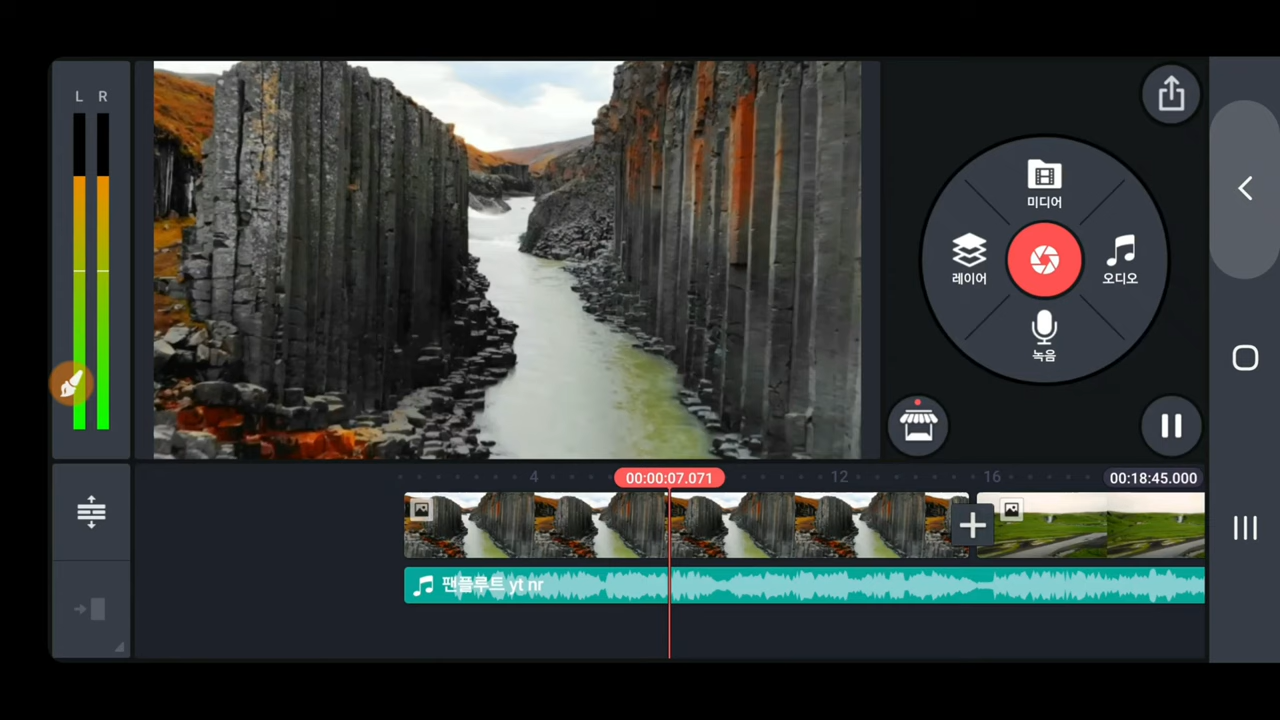 L R
미디어
레이어
오디오
녹음
4
00:00:07.071
12
16
00:18:45.000
팬플루트 yt nr